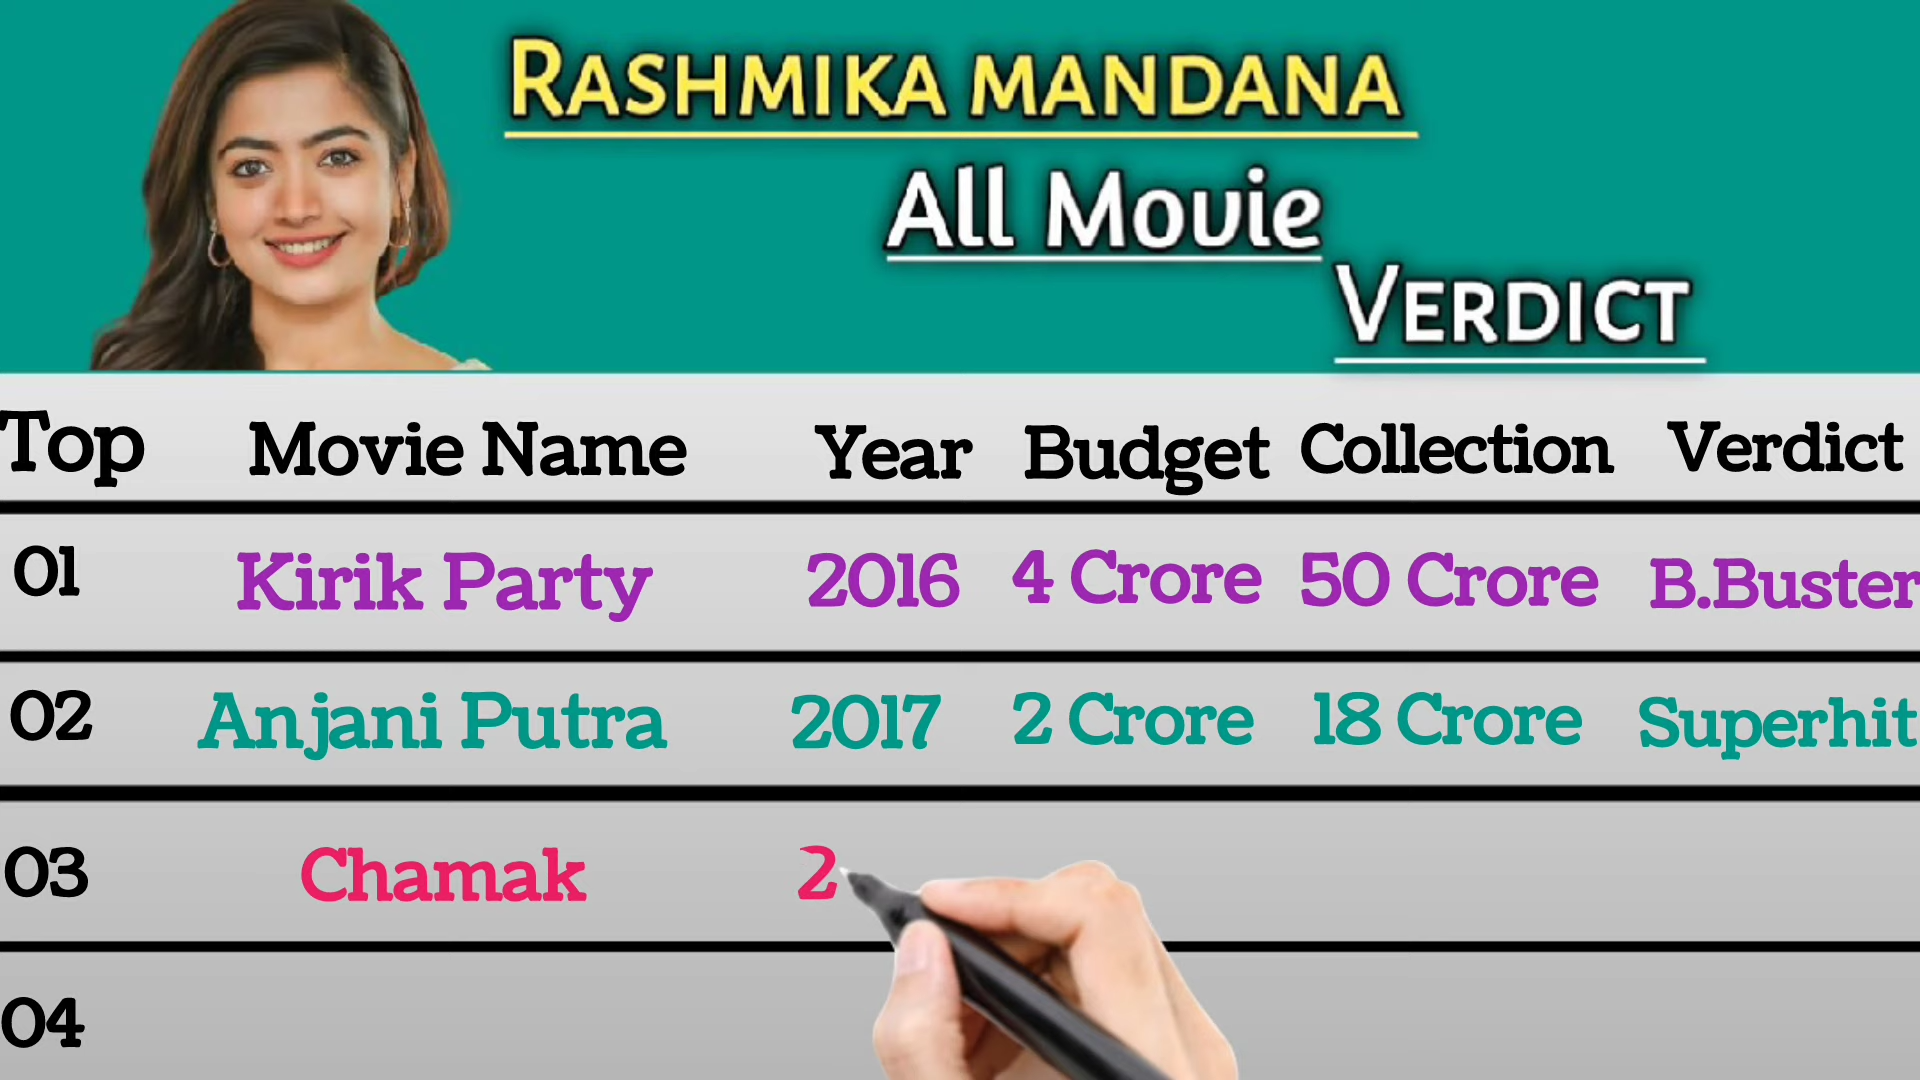 Rashmika mandana
All Movie
Verdict
Top Movie Name Year Budget Collection Verdict
01 Kirik Party 2016 4 Crore 50 Crore B.Buster
02 Anjani Putra 2017 2 Crore 18 Crore Superhit
03 Chamak 2
04